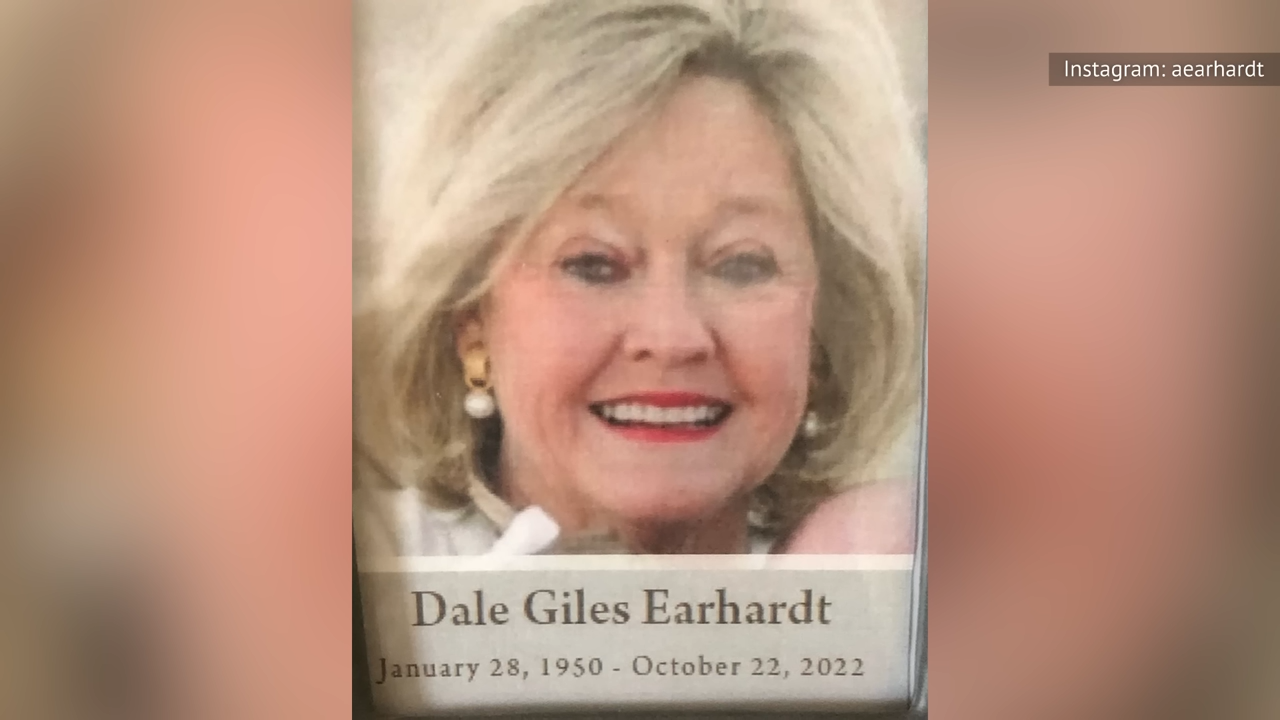 Instagram: aearhardt
Dale Giles Earhardt
January 28, 1950 - October 22, 2022